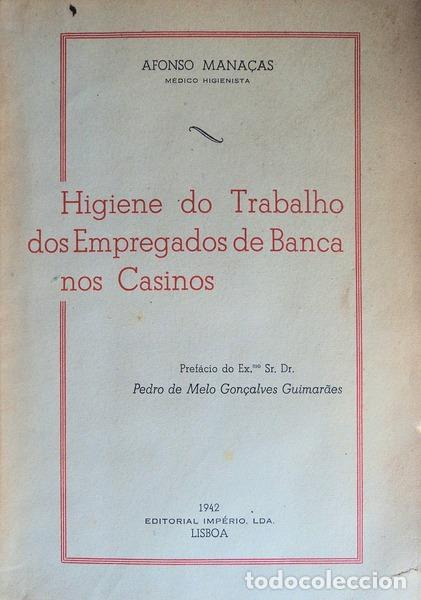 AFONSO MANAÇAS
MÉDICO HIGIENISTA
Higiene do Trabalho
dos Empregados de Banca
nos Casinos
Prefácio do Ex.mo Sr. Dr.
Pedro de Melo Gonçalves Guimarães
1942
EDITORIAL IMPÉRIO, LDA.
LISBOA
todocoleccion